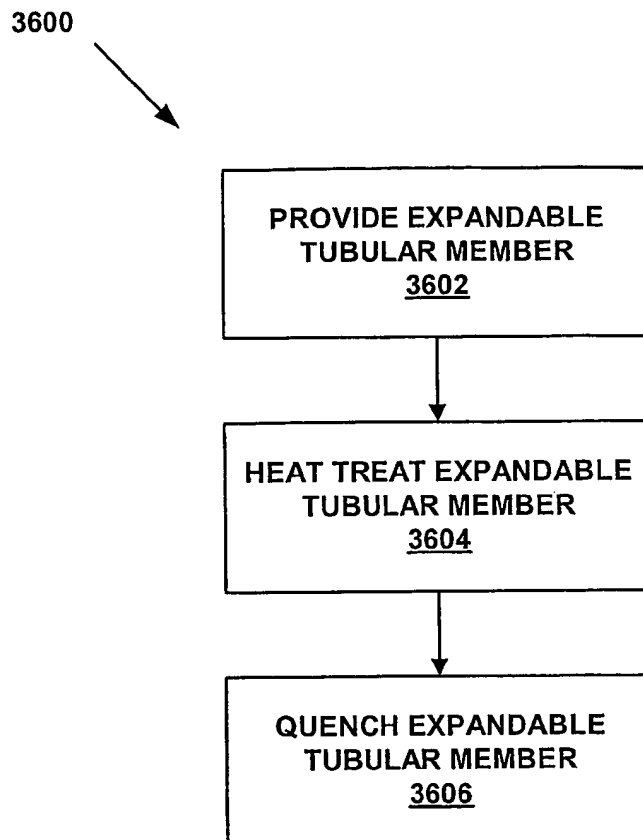 3600
PROVIDE EXPANDABLE
TUBULAR MEMBER
3602
HEAT TREAT EXPANDABLE
TUBULAR MEMBER
3604
QUENCH EXPANDABLE
TUBULAR MEMBER
3606